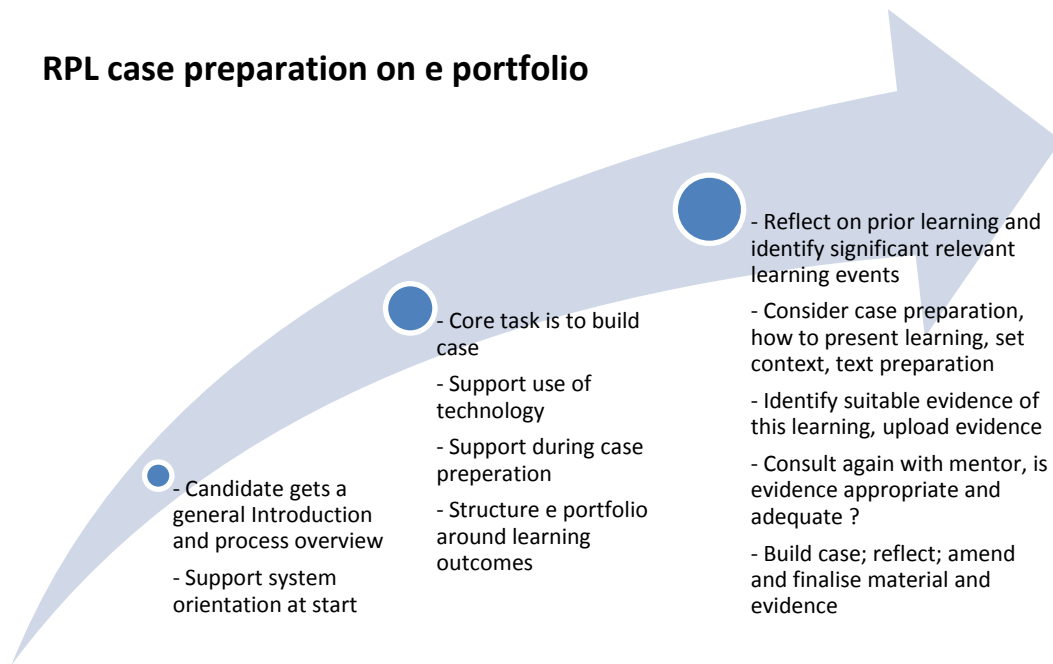 RPL case preparation on e portfolio
- Candidate gets a
general Introduction
and process overview
- Support system
orientation at start
- Core task is to build
case
- Support use of
technology
- Support during case
preperation
- Structure e portfolio
around learning
outcomes
- Reflect on prior learning and
identify significant relevant
learning events
- Consider case preparation,
how to present learning, set
context, text preparation
- Identify suitable evidence of
this learning, upload evidence
- Consult again with mentor, is
evidence appropriate and
adequate ?
- Build case; reflect; amend
and finalise material and
evidence